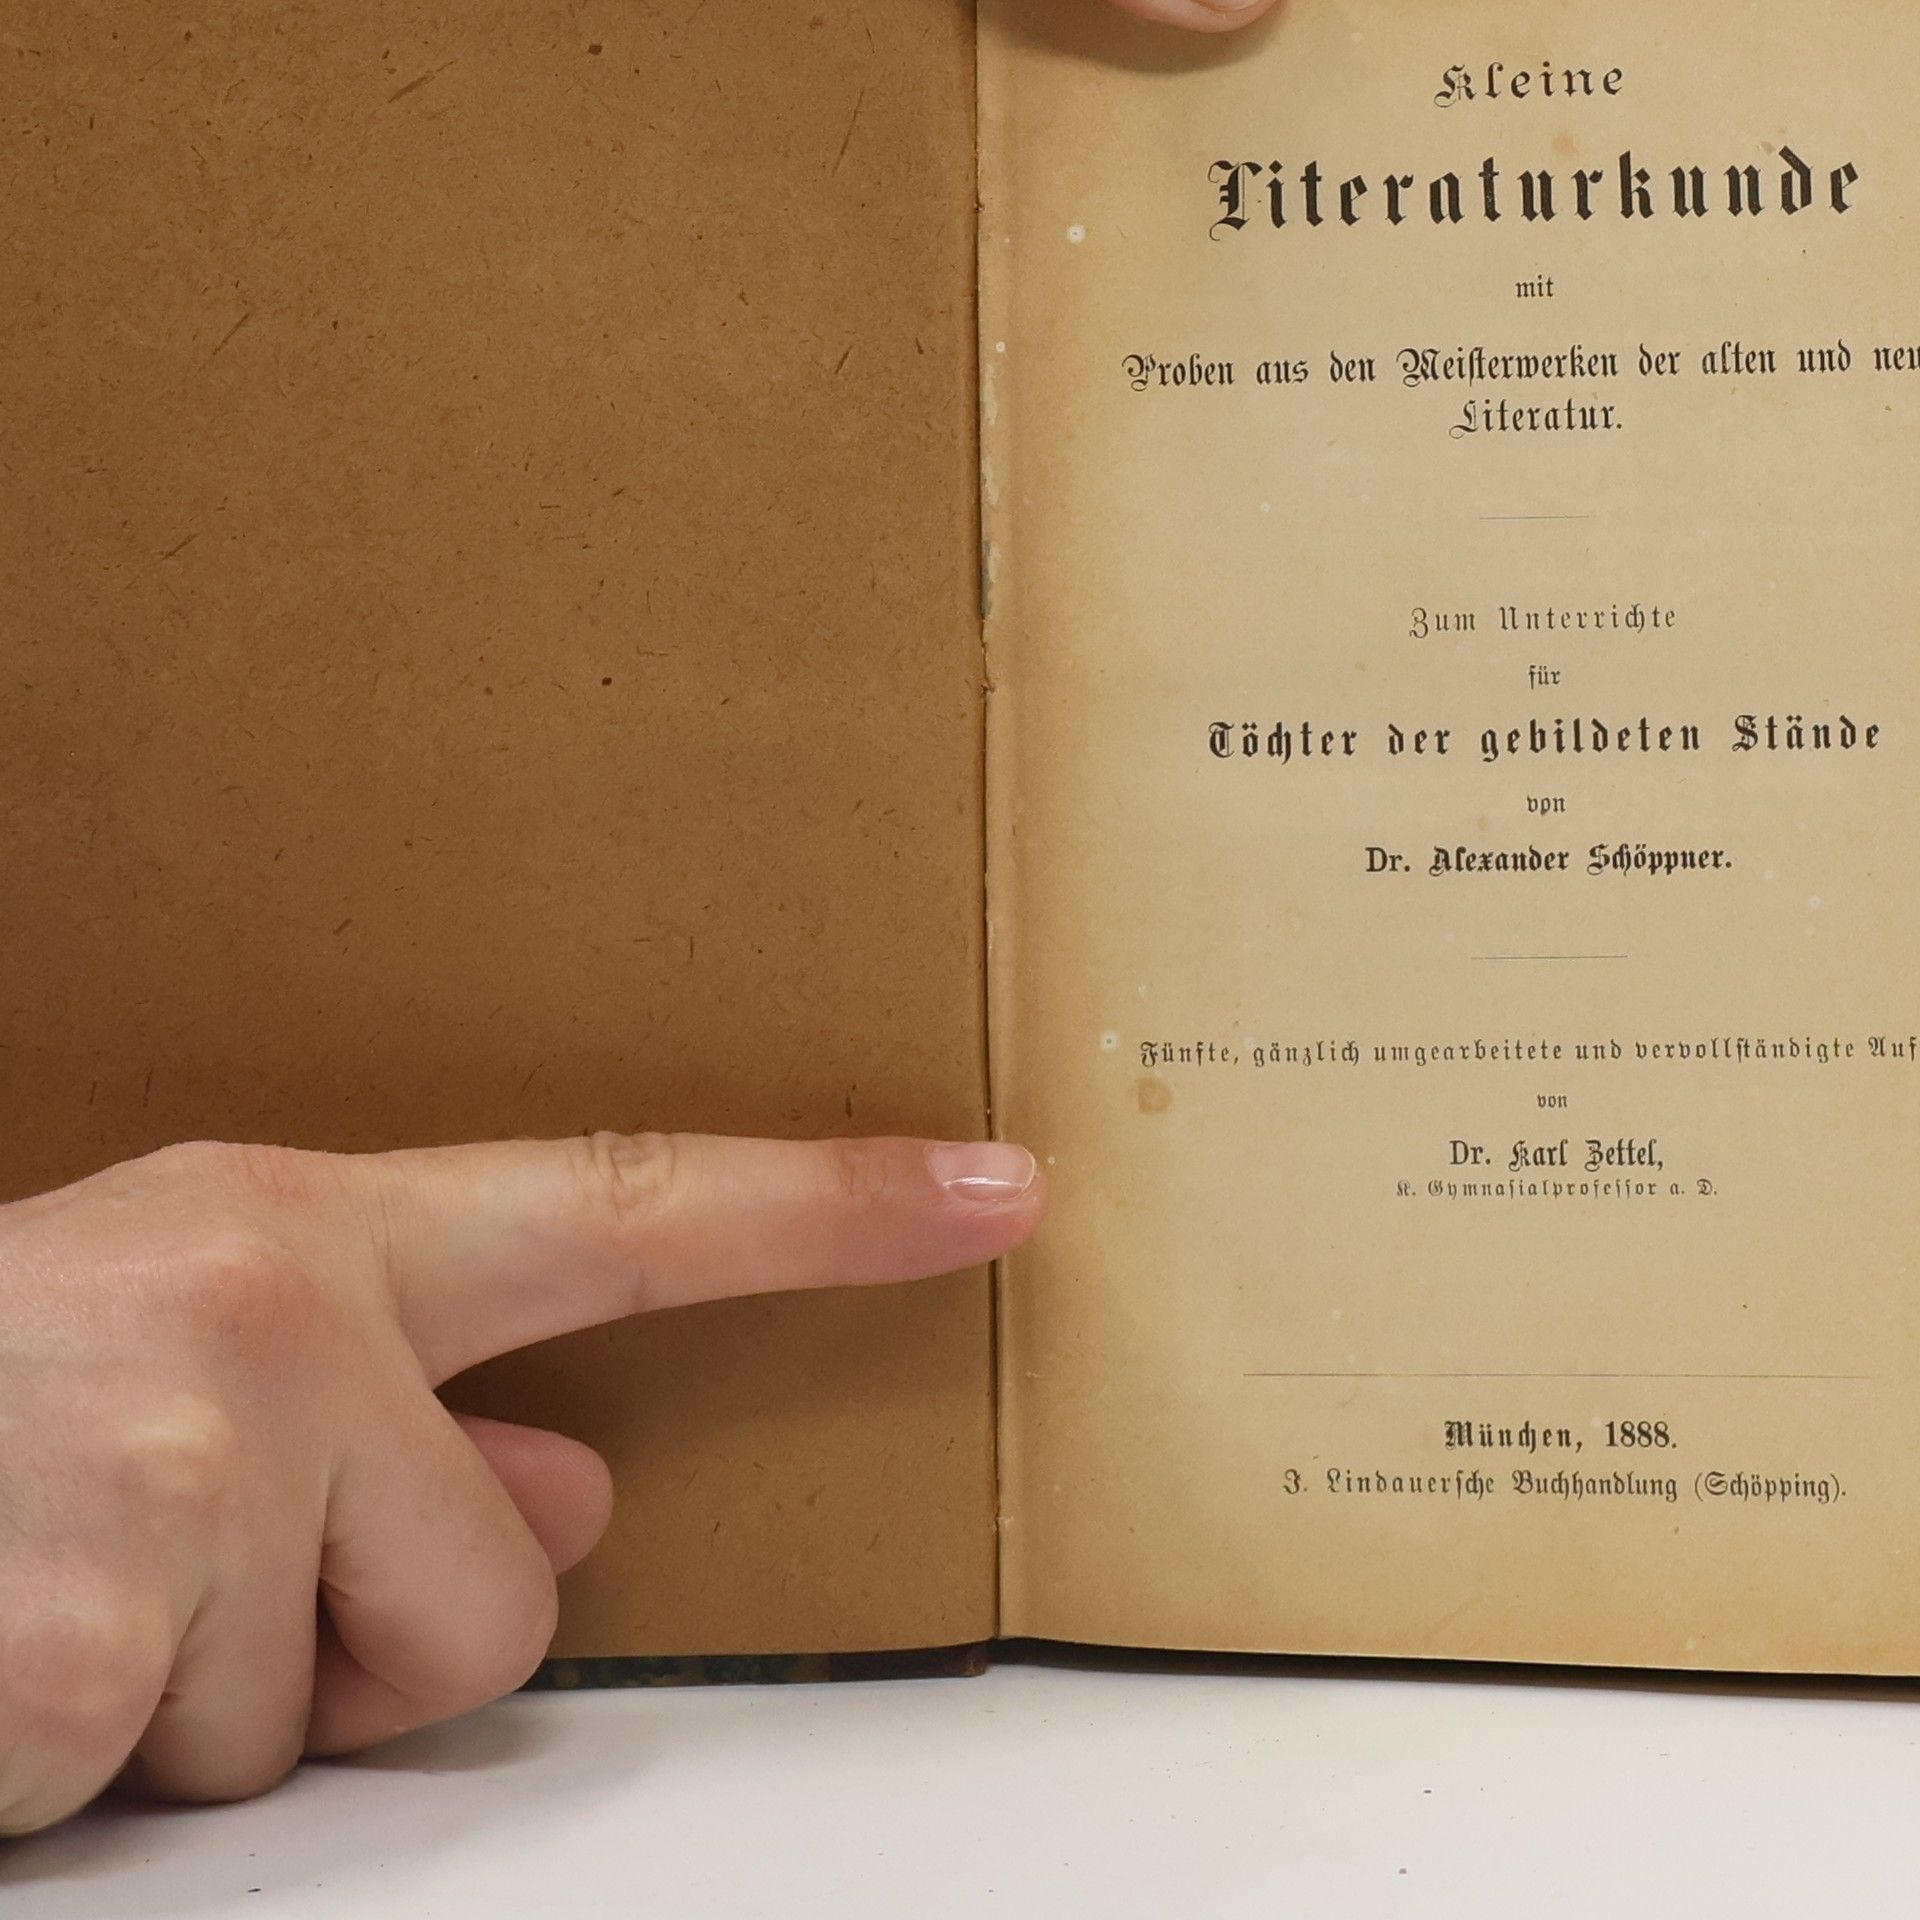 Kleine
Literaturkunde
mit
Proben aus den Meisterwerken der alten und neu
Literatur.
Zum Unterrichte
für
Töchter der gebildeten Stände
von
Dr. Alexander Schöppner.
Fünfte, gänzlich umgearbeitete und vervollständigte Auf
von
Dr. Karl Zettel,
K. Gymnasialprofessor a. D.
München, 1888.
J. Lindauersche Buchhandlung (Schöpping).